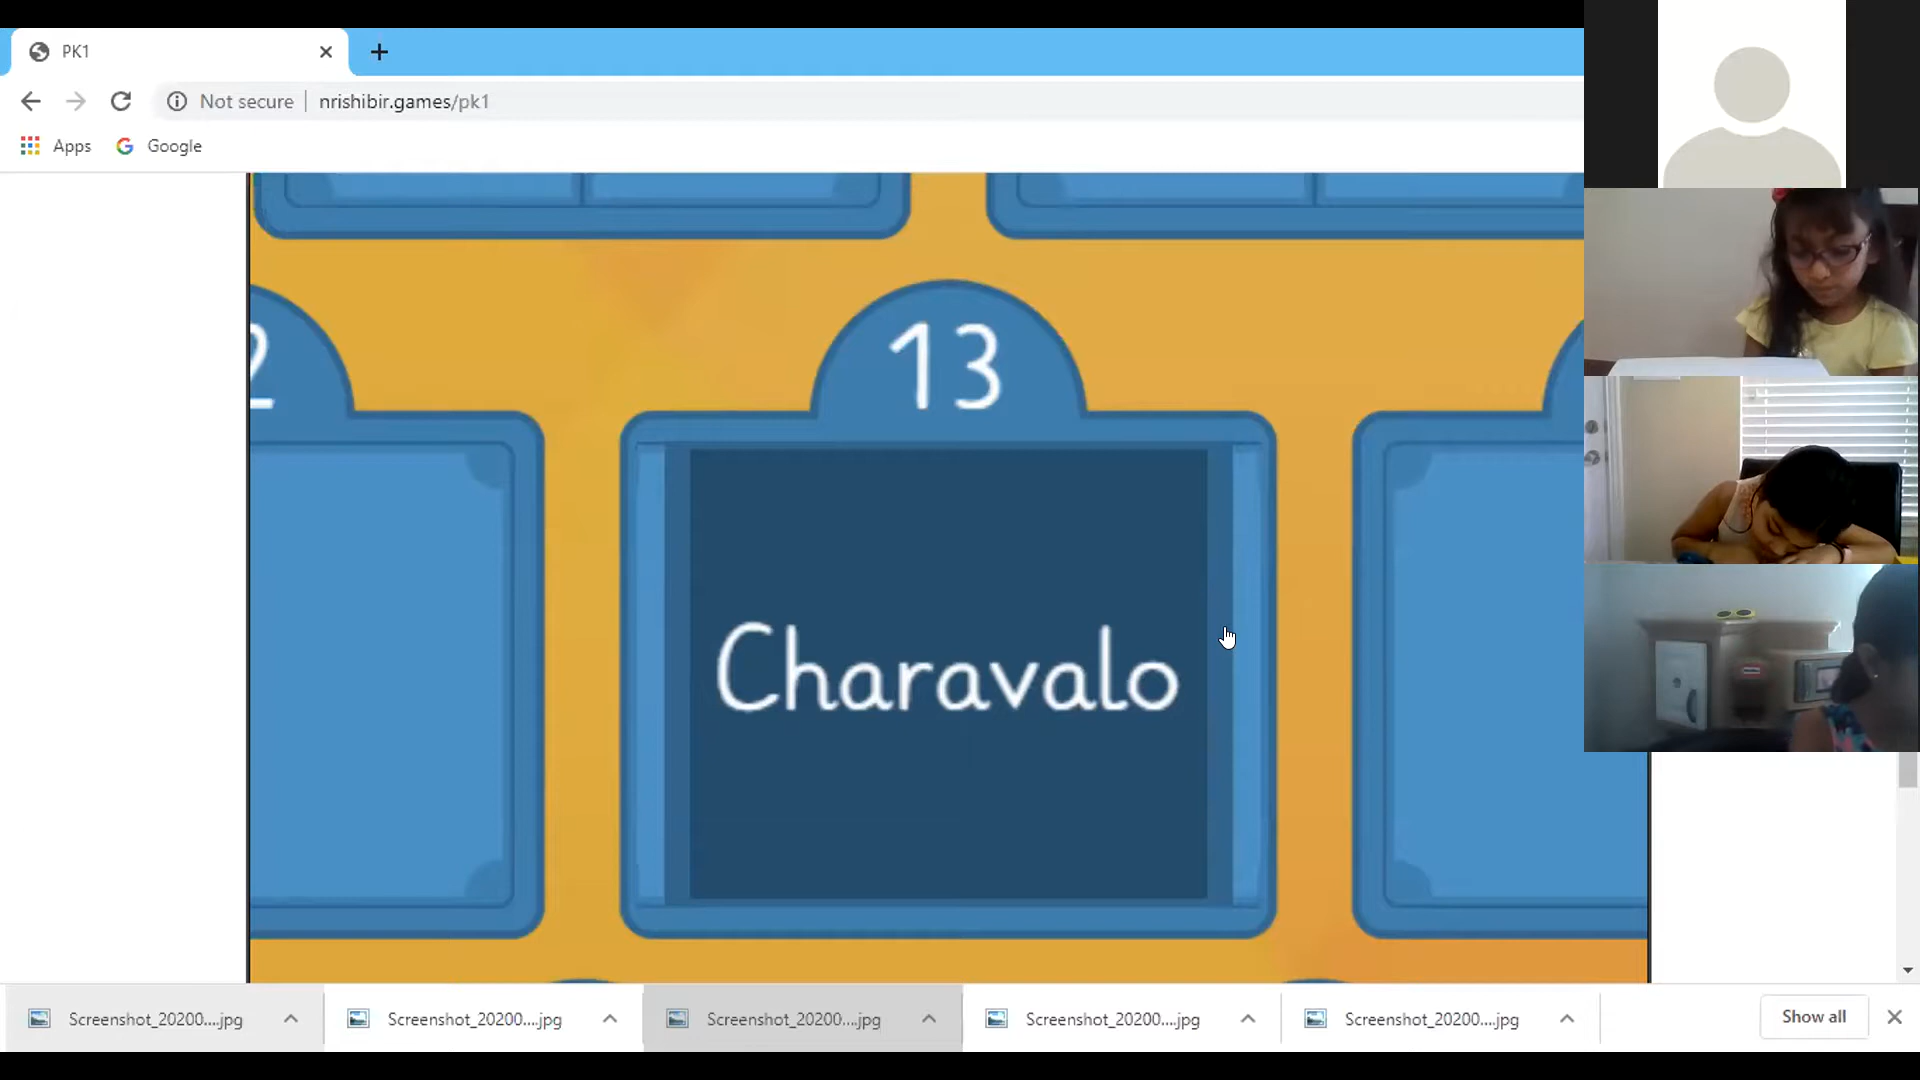 PK1
Not secure
nrishibir.games/pk1
Apps
Google
2
13
Charavalo
Screenshot_20200....jpg
Screenshot_20200....jpg
Screenshot_20200....jpg
Screenshot_20200....jpg
Screenshot_20200....jpg
Show all